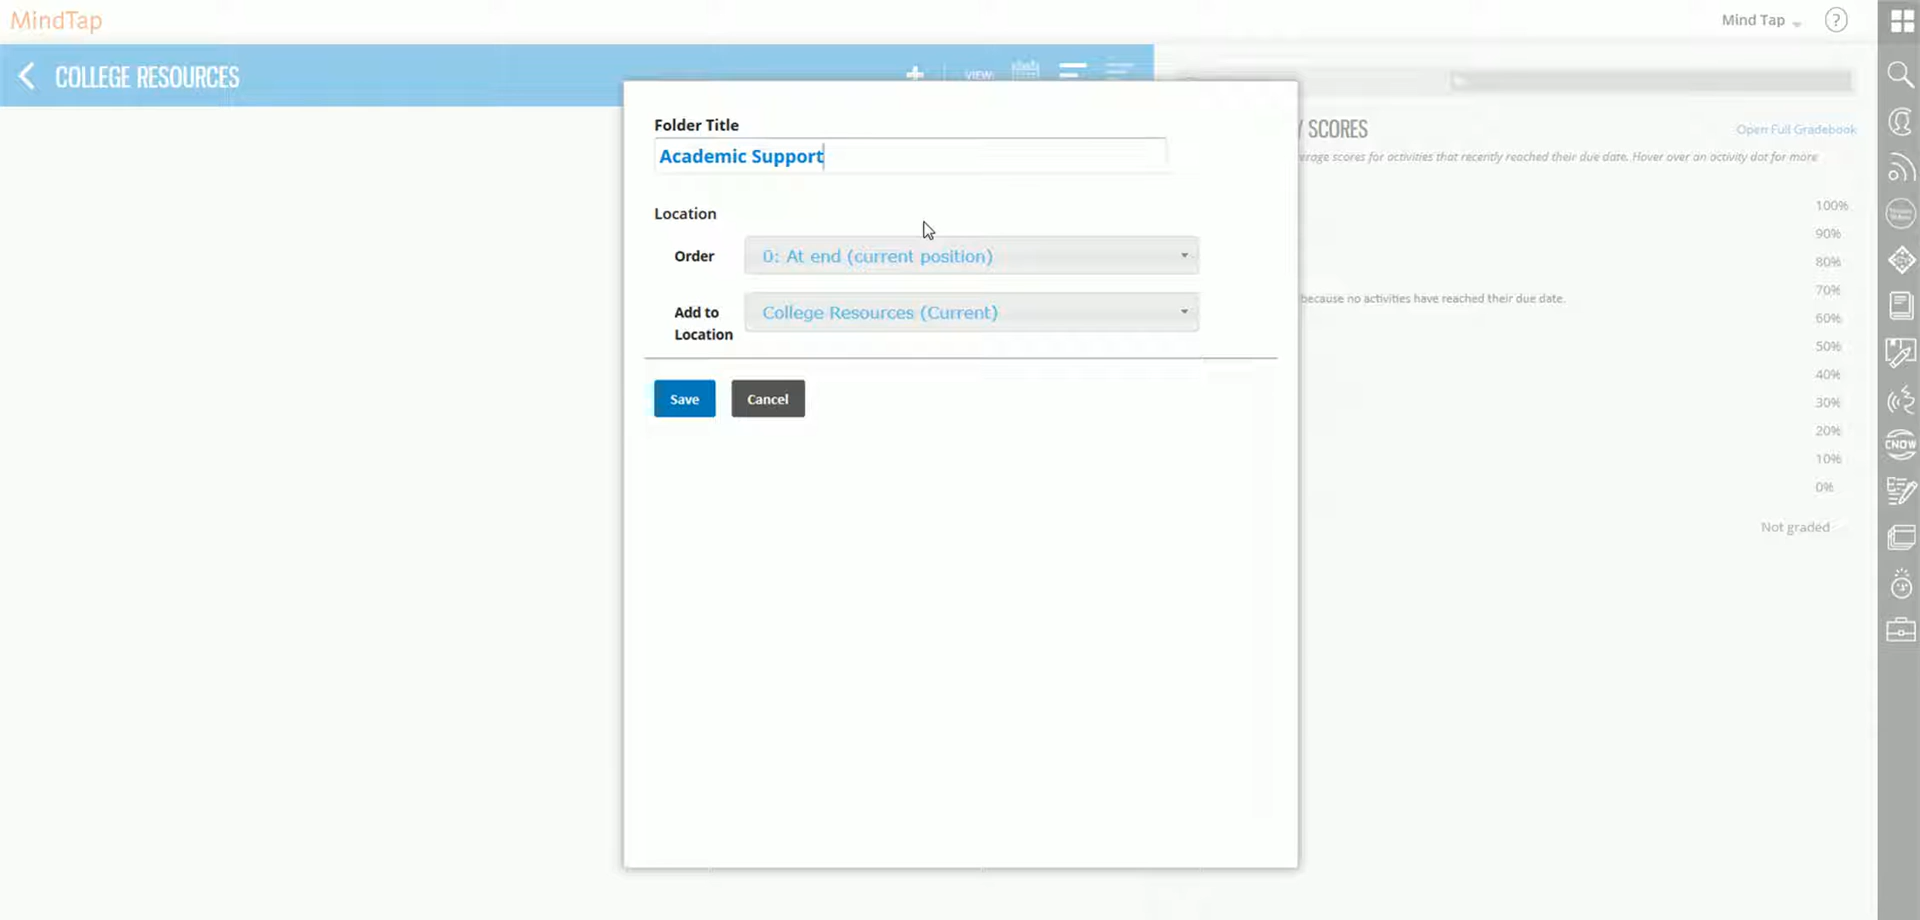 MindTap
Mind Tap
?
COLLEGE RESOURCES
VIEW:
Folder Title
Academic Support
Location
Order
0: At end (current position)
Add to
Location
College Resources (Current)
Save
Cancel
SCORES
Open Full Gradebook
erage scores for activities that recently reached their due date. Hover over an activity dot for more
100%
90%
80%
70%
because no activities have reached their due date.
60%
50%
40%
30%
20%
10%
0%
Not graded
CNOW